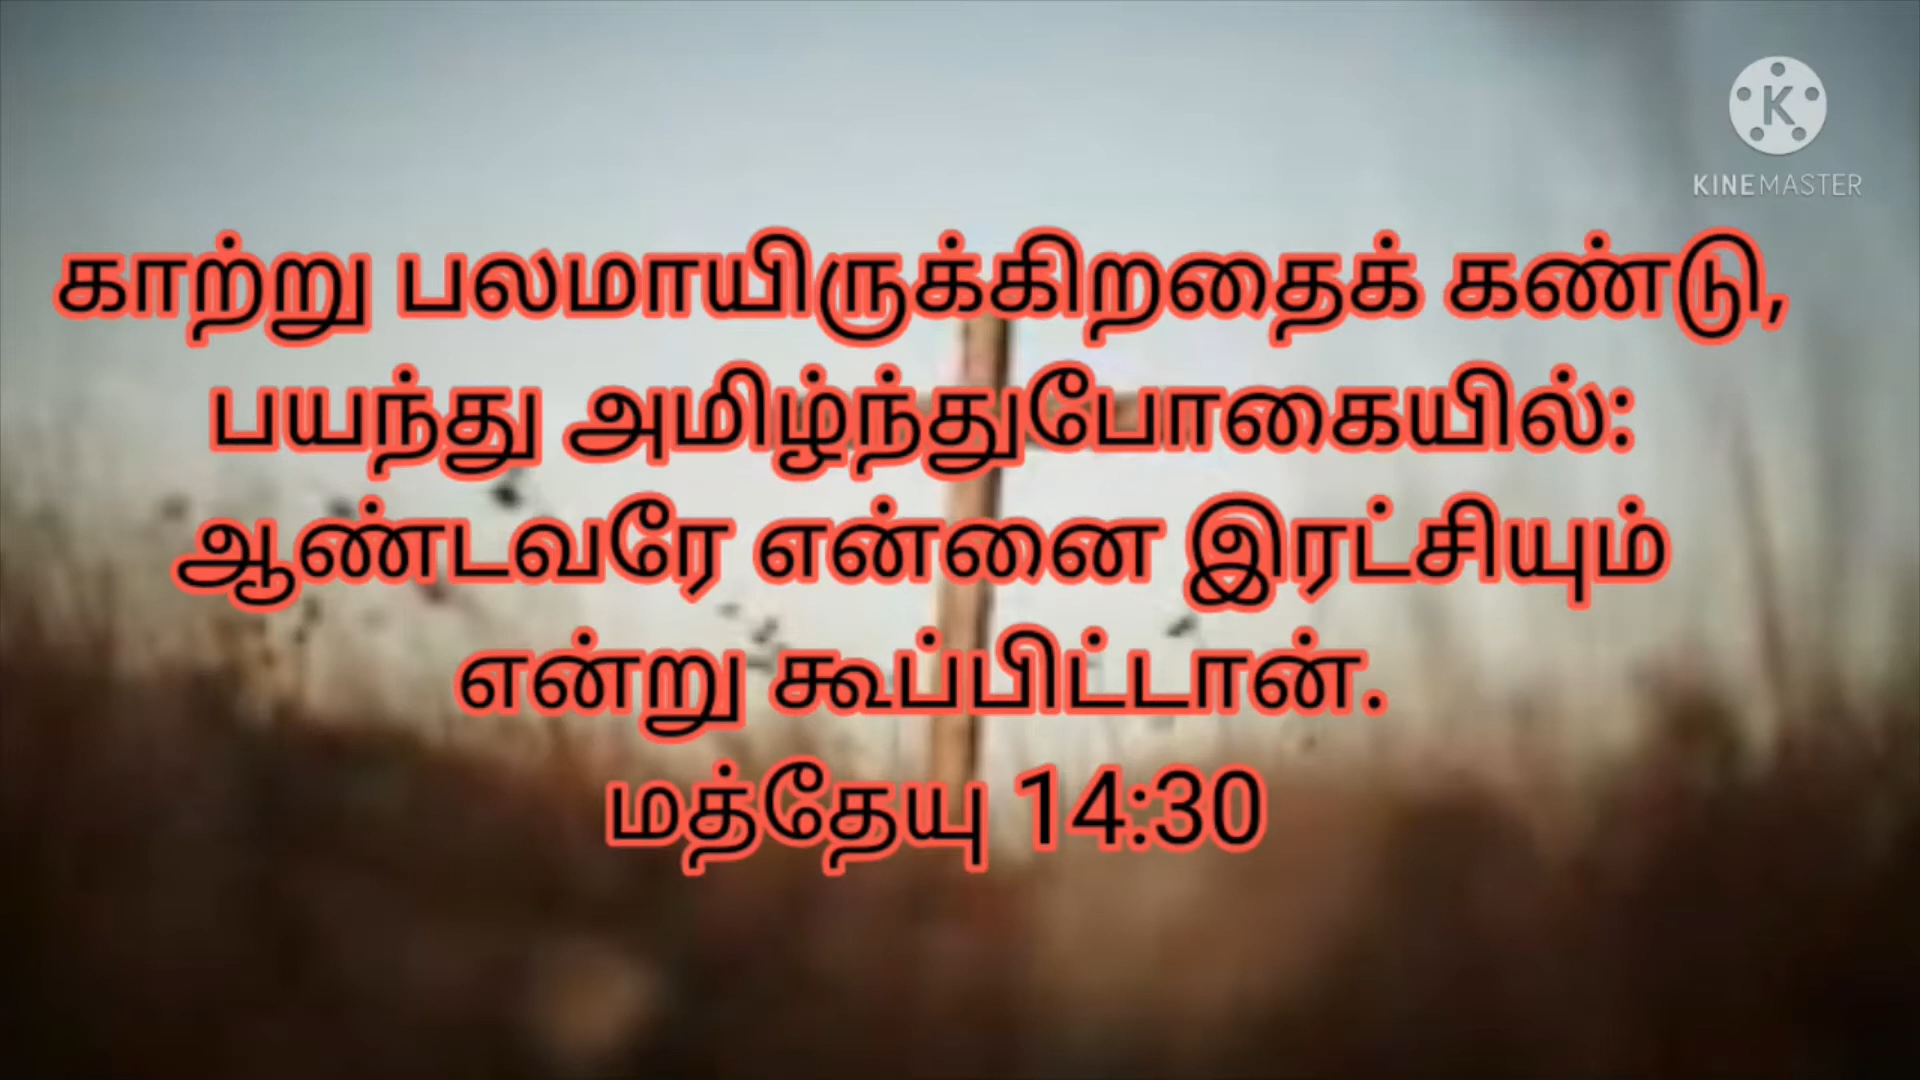 KINEMASTER
காற்று பலமாயிருக்கிறதைக் கண்டு,
பயந்து அமிழ்ந்துபோகையில்:
ஆண்டவரே என்னை இரட்சியும்
என்று கூப்பிட்டான்.
மத்தேயு 14:30